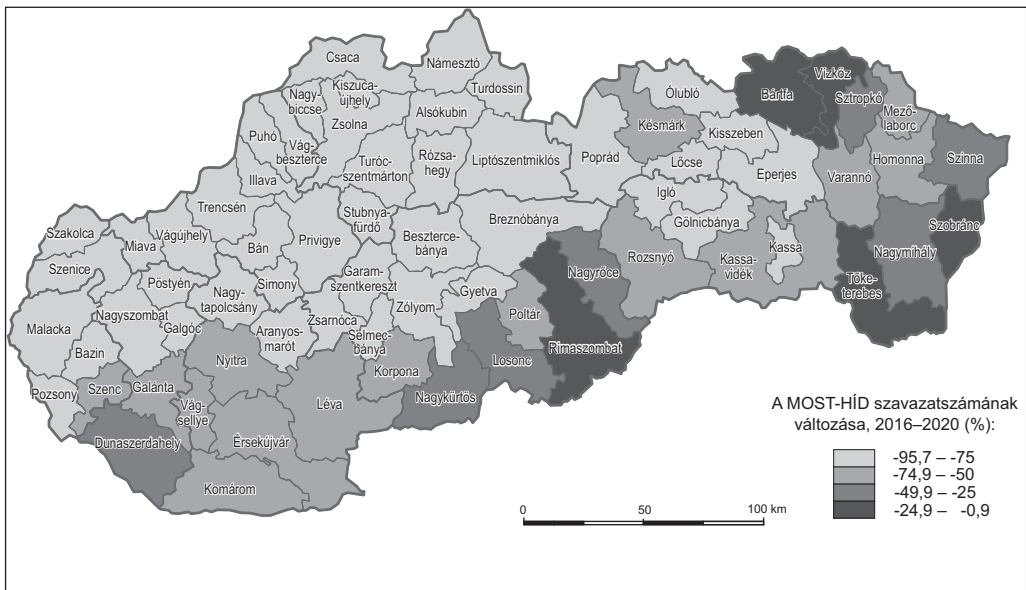 Csaca
Námesztó
Turdossin
Kiszuca-
újhely
Nagy-
biccse
Alsókubin
Zsolna
Puhó
Vág-
beszterce
Illava
Turóc-
szentmárton
Rózsa-
hegy
Liptószentmiklós
Poprád
Késmárk
Ólubló
Kisszeben
Lőcse
Eperjes
Bártfa
Vízköz
Sztropkó
Mező-
laborc
Homonna
Szinna
Varannó
Igló
Gölnicbánya
Szobránc
Nagymihály
Tőke-
terebes
Kassa
Kassa-
vidék
Rozsnyó
Nagyrőce
Rimaszombat
Breznóbánya
Besztерce-
bánya
Stubnya-
fürdő
Privigye
Trencsén
Bán
Vágújhely
Miava
Szakolca
Szenice
Pöstyén
Nagy-
tapolcsány
Simony
Garam-
szentkereszt
Zsarnóca
Zólyom
Gyetva
Poltár
Losonc
Malacka
Nagyszombat
Galgóc
Aranyos-
marót
Selmec-
bánya
Bazin
Nyitra
Korpona
Nagykürtös
Pozsony
Szenc
Galánta
Vág-
sellye
Léva
Érsekújvár
Dunaszerdahely
Komárom
A MOST-HÍD szavazatszámának
változása, 2016–2020 (%):
-95,7 – -75
-74,9 – -50
-49,9 – -25
-24,9 – -0,9
0 50 100 km